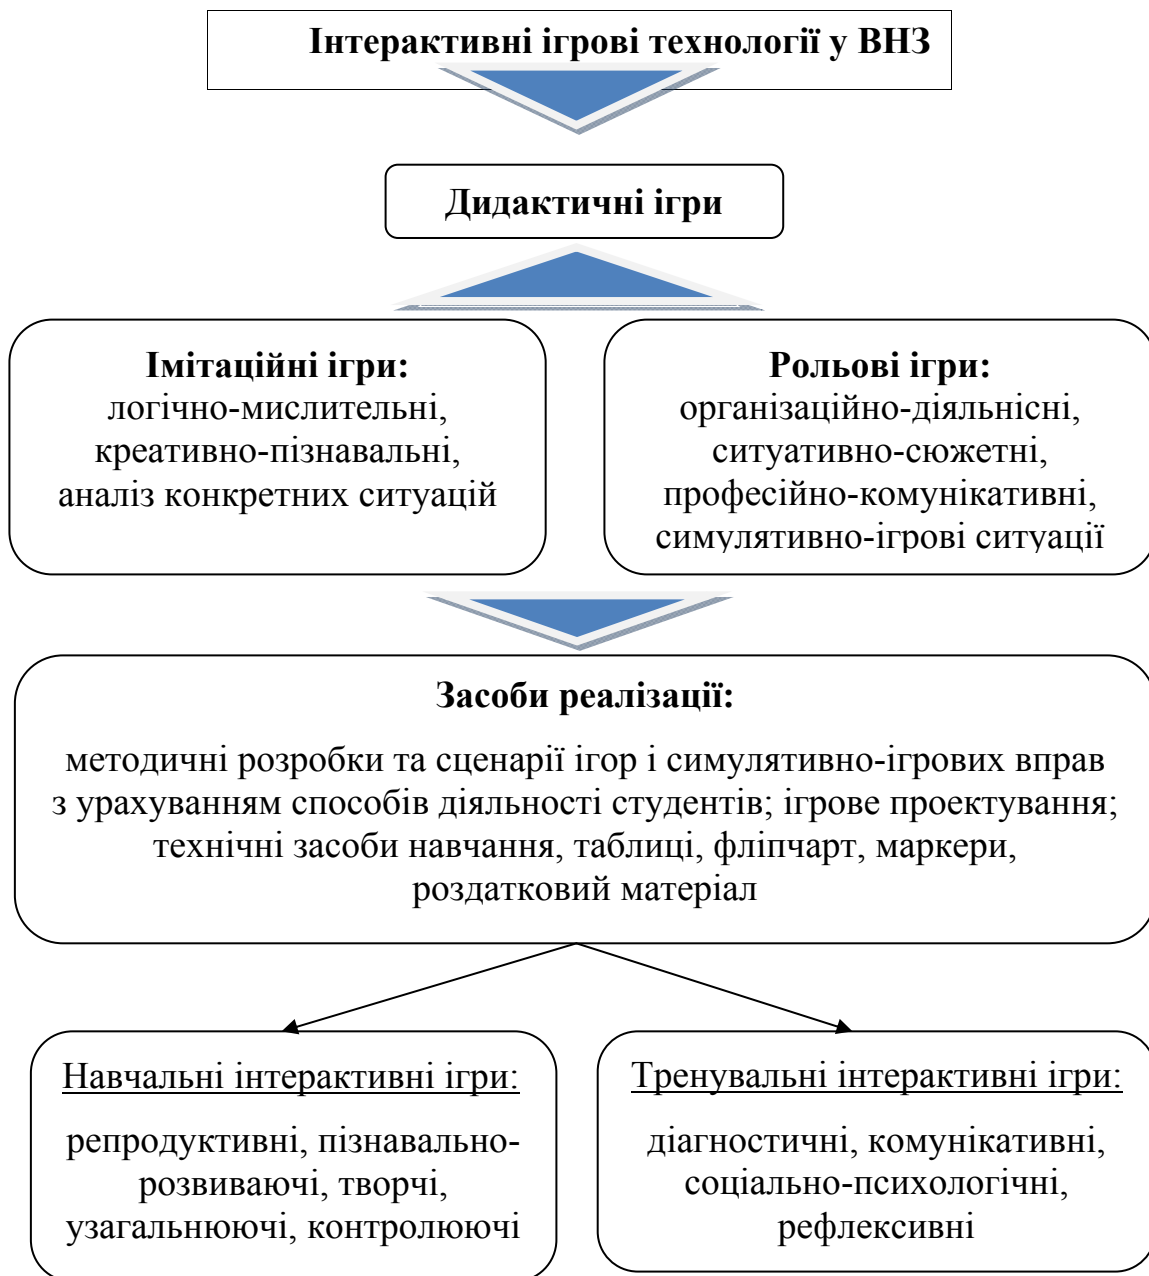 Інтерактивні ігрові технології у ВНЗ
Дидактичні ігри
Імітаційні ігри:
логічно-мислительні,
креативно-пізнавальні,
аналіз конкретних ситуацій
Рольові ігри:
організаційно-діяльнісні,
ситуативно-сюжетні,
професійно-комунікативні,
симулятивно-ігрові ситуації
Засоби реалізації:
методичні розробки та сценарії ігор і симулятивно-ігрових вправ
з урахуванням способів діяльності студентів; ігрове проектування;
технічні засоби навчання, таблиці, фліпчарт, маркери,
роздатковий матеріал
Навчальні інтерактивні ігри:
репродуктивні, пізнавально-
розвиваючі, творчі,
узагальнюючі, контролюючі
Тренувальні інтерактивні ігри:
діагностичні, комунікативні,
соціально-психологічні,
рефлексивні